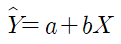 Ŷ= a + bX